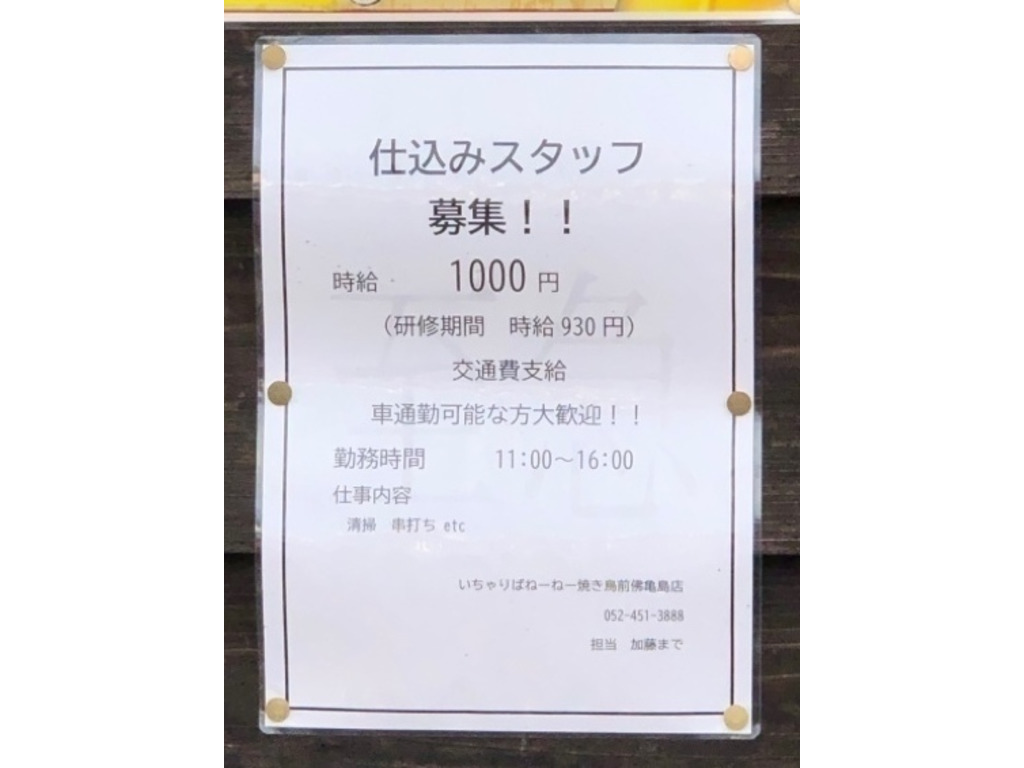 仕込みスタッフ
募集！！
時給 1000 円
（研修期間　時給 930 円）
交通費支給
車通勤可能な方大歓迎！！
勤務時間 11:00～16:00
仕事内容
清掃　串打ち etc
いちゃりばねーねー焼き鳥前佛亀島店
052-451-3888
担当　加藤まで